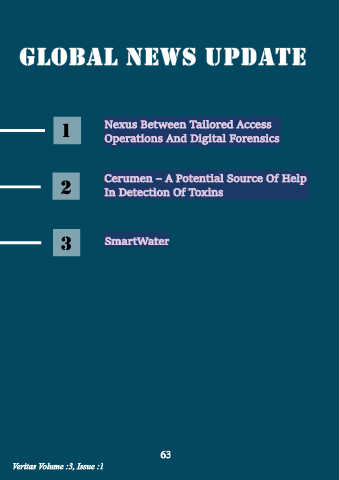 GLOBAL NEWS UPDATE
1
Nexus Between Tailored Access
Operations And Digital Forensics
2
Cerumen – A Potential Source Of Help
In Detection Of Toxins
3
SmartWater
63
Veritas Volume :3, Issue :1